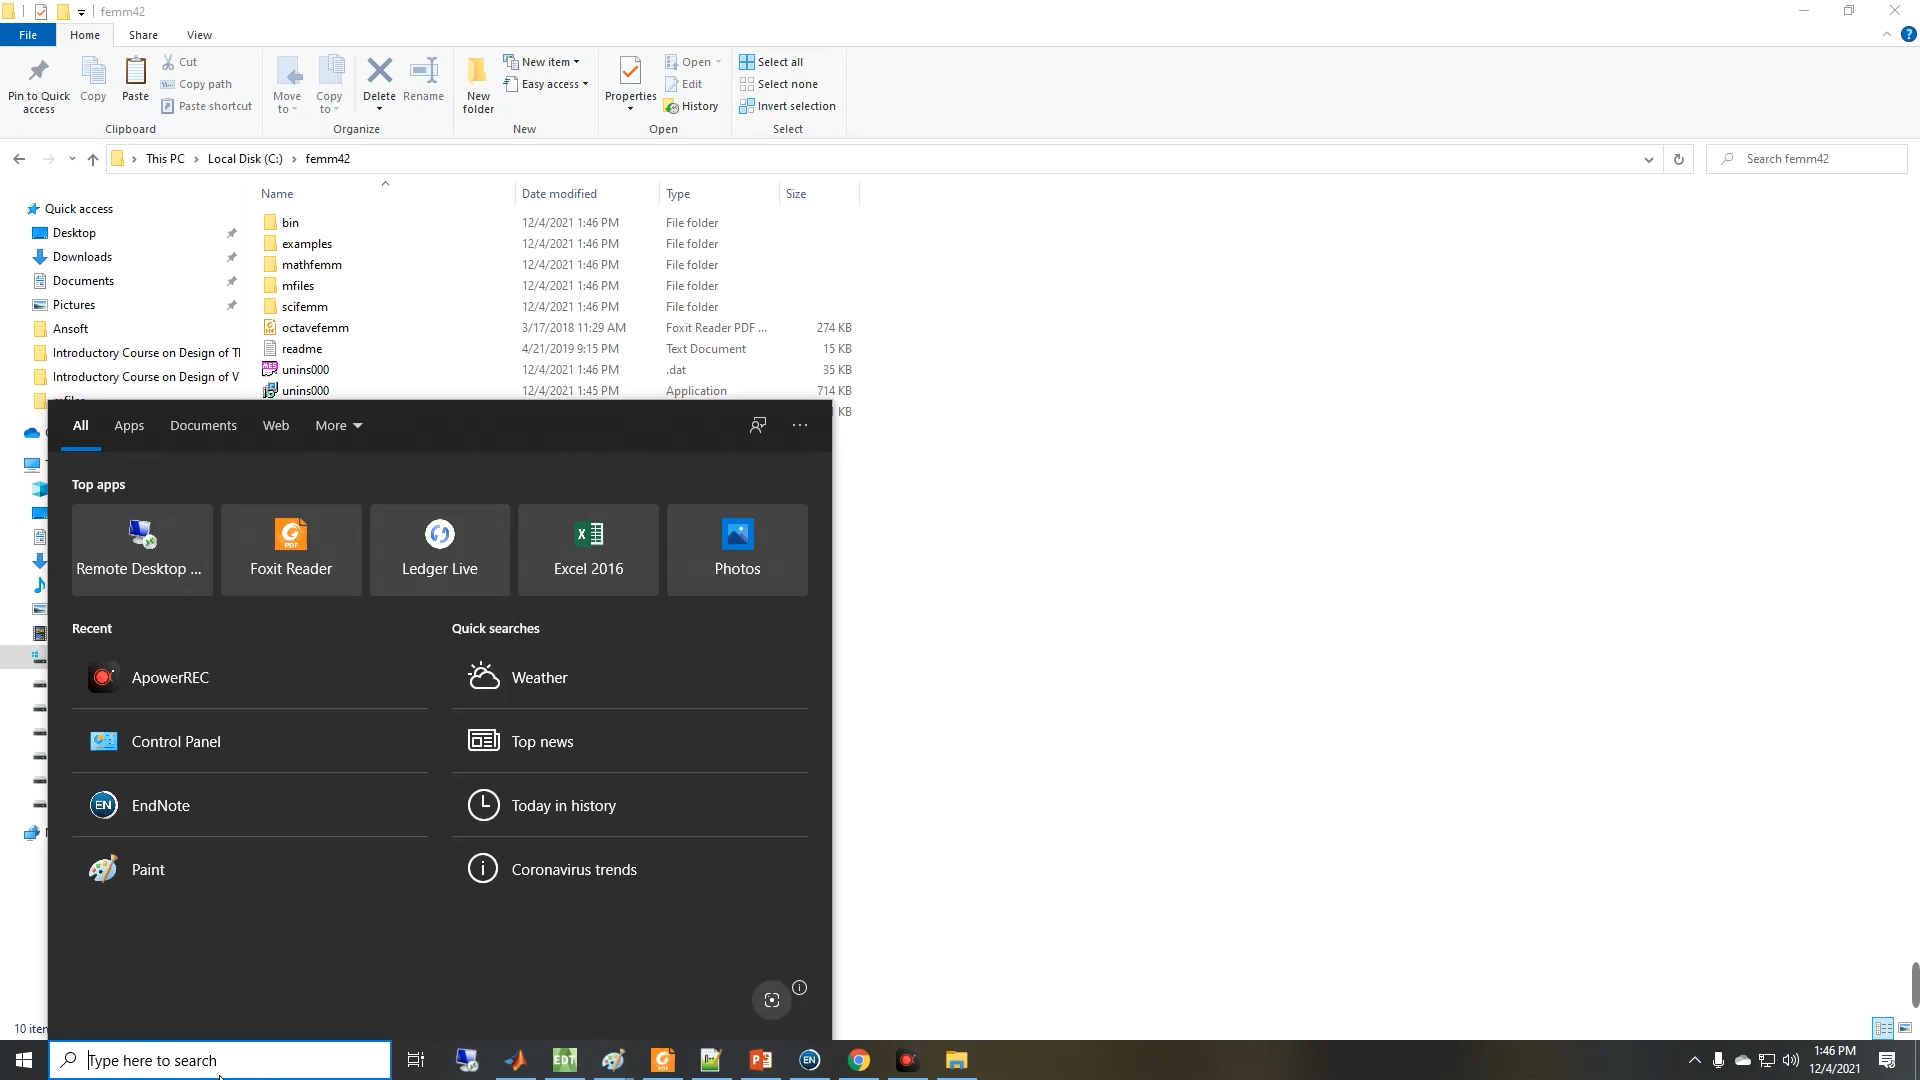 femm42
File
Home
Share
View
Pin to Quick access
Copy
Paste
Cut
Copy path
Paste shortcut
Clipboard
Move to
Copy to
Delete
Rename
Organize
New folder
New item
Easy access
New
Properties
Open
Edit
History
Open
Select all
Select none
Invert selection
Select
This PC
Local Disk (C:)
femm42
Search femm42
Name
Date modified
Type
Size
Quick access
Desktop
Downloads
Documents
Pictures
Ansoft
Introductory Course on Design of Tl
Introductory Course on Design of V
bin 12/4/2021 1:46 PM File folder
examples 12/4/2021 1:46 PM File folder
mathfemm 12/4/2021 1:46 PM File folder
mfiles 12/4/2021 1:46 PM File folder
scifemm 12/4/2021 1:46 PM File folder
octavefemm 3/17/2018 11:29 AM Foxit Reader PDF ... 274 KB
readme 4/21/2019 9:15 PM Text Document 15 KB
unins000 12/4/2021 1:46 PM .dat 35 KB
unins000 12/4/2021 1:45 PM Application 714 KB
KB
All
Apps
Documents
Web
More
Top apps
Remote Desktop ...
Foxit Reader
Ledger Live
Excel 2016
Photos
Recent
ApowerREC
Control Panel
EndNote
Paint
Quick searches
Weather
Top news
Today in history
Coronavirus trends
10 iten
Type here to search
EDT
EN
1:46 PM
12/4/2021